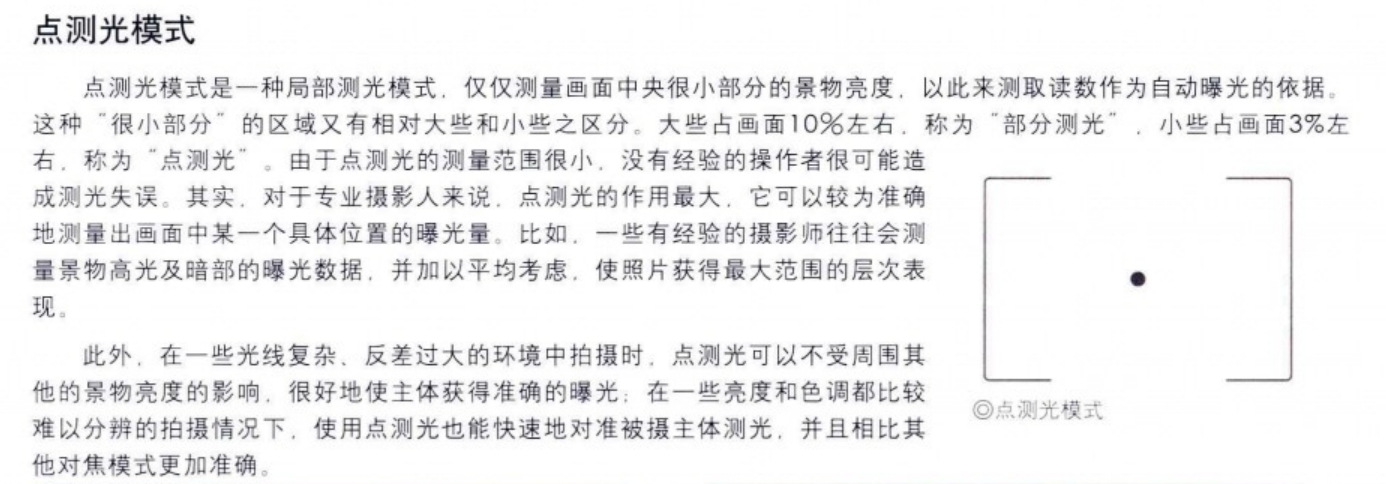 点测光模式
点测光模式是一种局部测光模式，仅仅测量画面中央很小部分的景物亮度，以此来测取读数作为自动曝光的依据。
这种“很小部分”的区域又有相对大些和小些之区分。大些占画面10%左右，称为“部分测光”，小些占画面3%左
右，称为“点测光”。由于点测光的测量范围很小，没有经验的操作者很可能造
成测光失误。其实，对于专业摄影人来说，点测光的作用最大，它可以较为准确
地测量出画面中某一个具体位置的曝光量。比如，一些有经验的摄影师往往会测
量景物高光及暗部的曝光数据，并加以平均考虑，使照片获得最大范围的层次表
现。
此外，在一些光线复杂、反差过大的环境中拍摄时，点测光可以不受周围其
他的景物亮度的影响，很好地使主体获得准确的曝光；在一些亮度和色调都比较
难以分辨的拍摄情况下，使用点测光也能快速地对准被摄主体测光，并且相比其
他对焦模式更加准确。
◎点测光模式